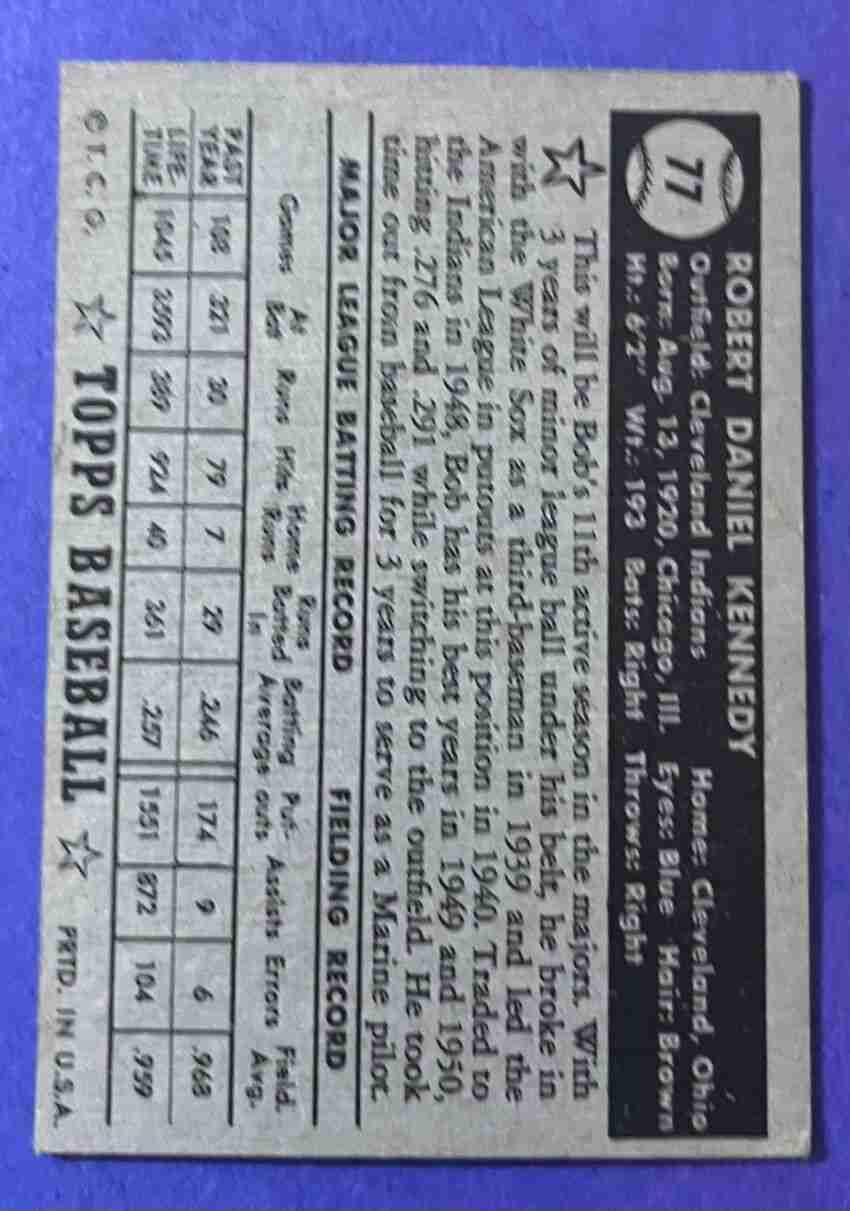 77
ROBERT DANIEL KENNEDY
Outfield: Cleveland Indians Home: Cleveland, Ohio
Born: Aug. 13, 1920, Chicago, Ill. Eyes: Blue Hair: Brown
Ht.: 6'2" Wt.: 193 Bats: Right Throws: Right
This will be Bob's 11th active season in the majors. With
3 years of minor league ball under his belt, he broke in
with the White Sox as a third-baseman in 1939 and led the
American League in putouts at this position in 1940. Traded to
the Indians in 1948, Bob has his best years in 1949 and 1950,
hitting .276 and .291 while switching to the outfield. He took
time out from baseball for 3 years to serve as a Marine pilot.
MAJOR LEAGUE BATTING RECORD FIELDING RECORD
Games At Bat Runs Hits Home Runs Runs Batted In Batting Average Put-outs Assists Errors Field. Avg.
PAST YEAR 108 321 30 79 7 29 .246 174 9 6 .968
LIFE-TIME 1045 924 40 361 .257 1551 872 104 .959
© T. C. G. TOPPS BASEBALL PRTD. IN U.S.A.